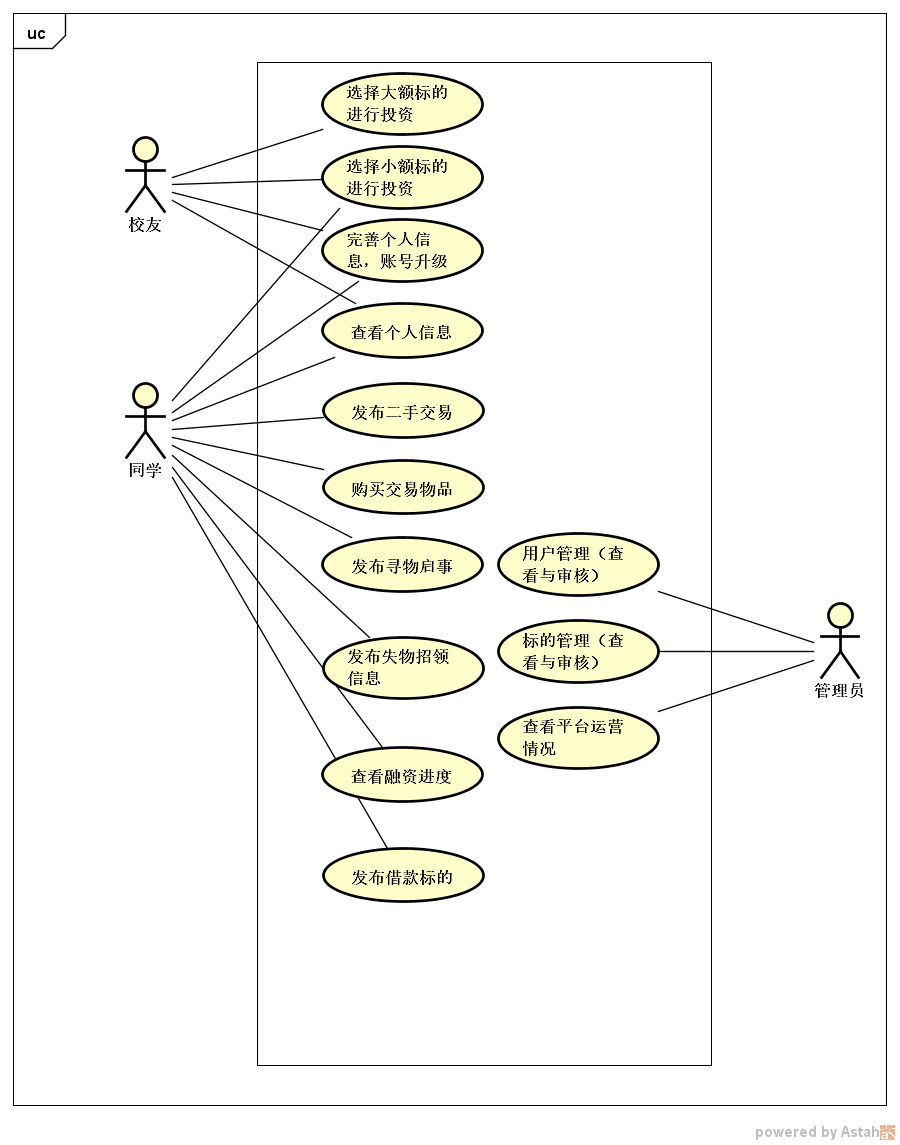 uc
选择大额标的
进行投资
选择小额标的
进行投资
校友
完善个人信
息，账号升级
查看个人信息
发布二手交易
同学
购买交易物品
发布寻物启事
用户管理（查
看与审核）
标的管理（查
看与审核）
发布失物招领
信息
管理员
查看平台运营
情况
查看融资进度
发布借款标的
powered by Astah